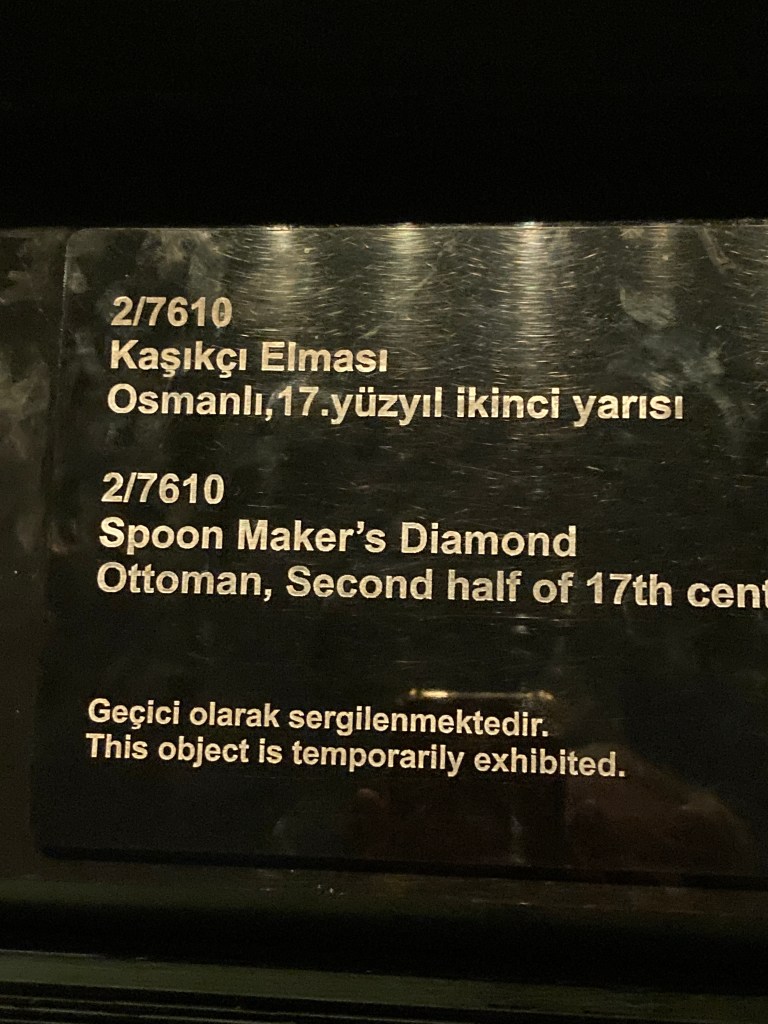 2/7610
Kaşıkçı Elması
Osmanlı,17.yüzyıl ikinci yarısı
2/7610
Spoon Maker's Diamond
Ottoman, Second half of 17th cent
Geçici olarak sergilenmektedir.
This object is temporarily exhibited.